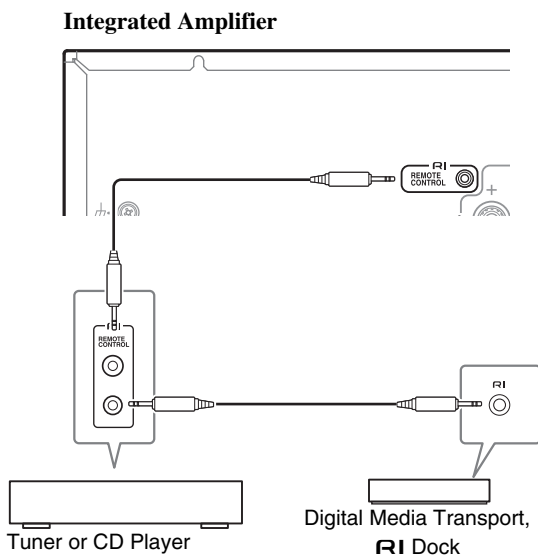 Integrated Amplifier
RI
REMOTE
CONTROL
+
RI
REMOTE
CONTROL
RI
Tuner or CD Player
Digital Media Transport,
RI Dock